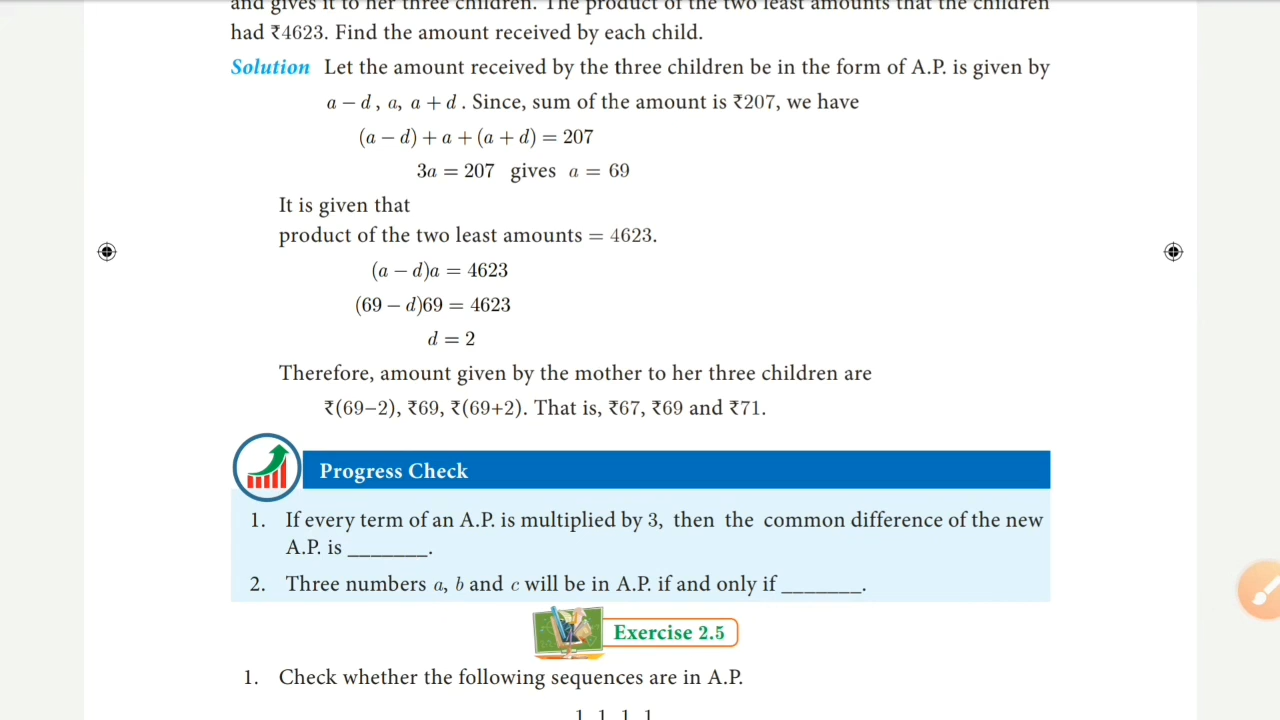 and gives it to her three children. The product of the two least amounts that the children
had ₹4623. Find the amount received by each child.
Solution Let the amount received by the three children be in the form of A.P. is given by
a − d , a, a + d . Since, sum of the amount is ₹207, we have
(a − d) + a + (a + d) = 207
3a = 207 gives a = 69
It is given that
product of the two least amounts = 4623.
(a − d)a = 4623
(69 − d)69 = 4623
d = 2
Therefore, amount given by the mother to her three children are
₹(69−2), ₹69, ₹(69+2). That is, ₹67, ₹69 and ₹71.
Progress Check
1. If every term of an A.P. is multiplied by 3, then the common difference of the new
A.P. is _______.
2. Three numbers a, b and c will be in A.P. if and only if _______.
Exercise 2.5
1. Check whether the following sequences are in A.P.
1 1 1 1